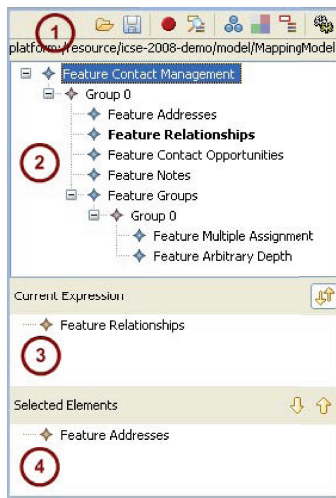 1
platform:/resource/icse-2008-demo/model/MappingModel
Feature Contact Management
Group 0
Feature Addresses
Feature Relationships
2
Feature Contact Opportunities
Feature Notes
Feature Groups
Group 0
Feature Multiple Assignment
Feature Arbitrary Depth
Current Expression
Feature Relationships
3
Selected Elements
Feature Addresses
4